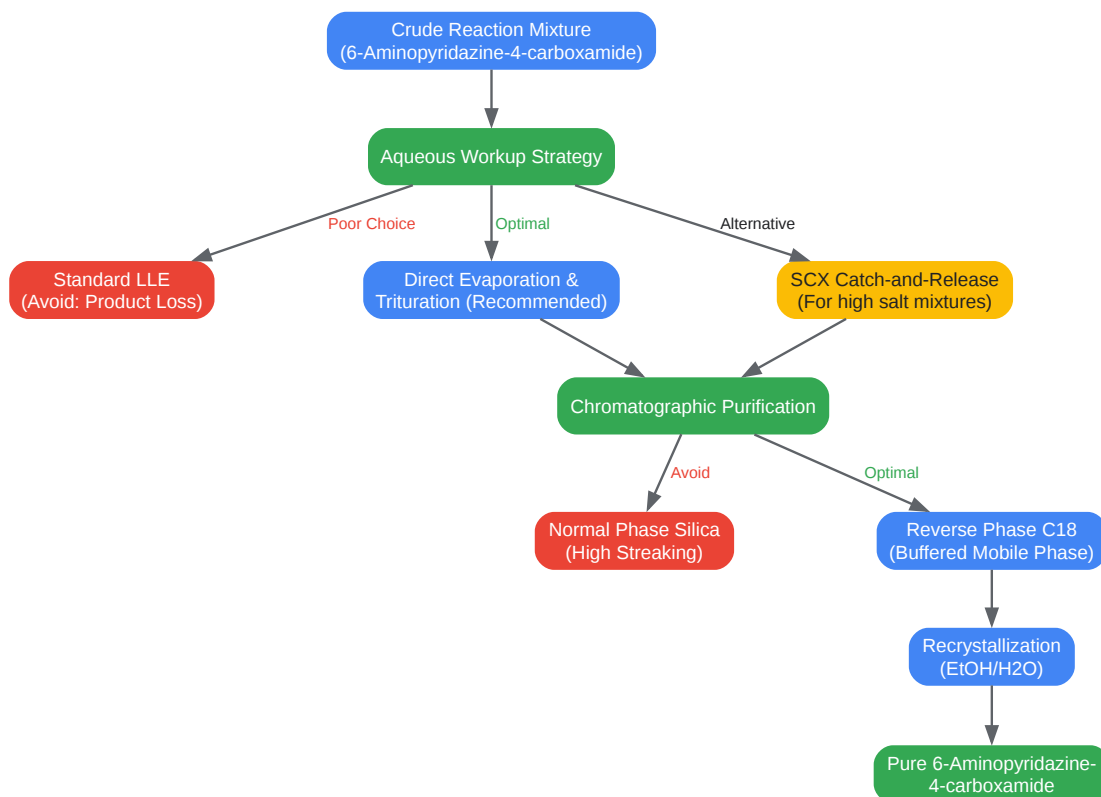 Crude Reaction Mixture
(6-Aminopyridazine-4-carboxamide)
Aqueous Workup Strategy
Poor Choice
Optimal
Alternative
Standard LLE
(Avoid: Product Loss)
Direct Evaporation &
Trituration (Recommended)
SCX Catch-and-Release
(For high salt mixtures)
Chromatographic Purification
Avoid
Optimal
Normal Phase Silica
(High Streaking)
Reverse Phase C18
(Buffered Mobile Phase)
Recrystallization
(EtOH/H2O)
Pure 6-Aminopyridazine-
4-carboxamide